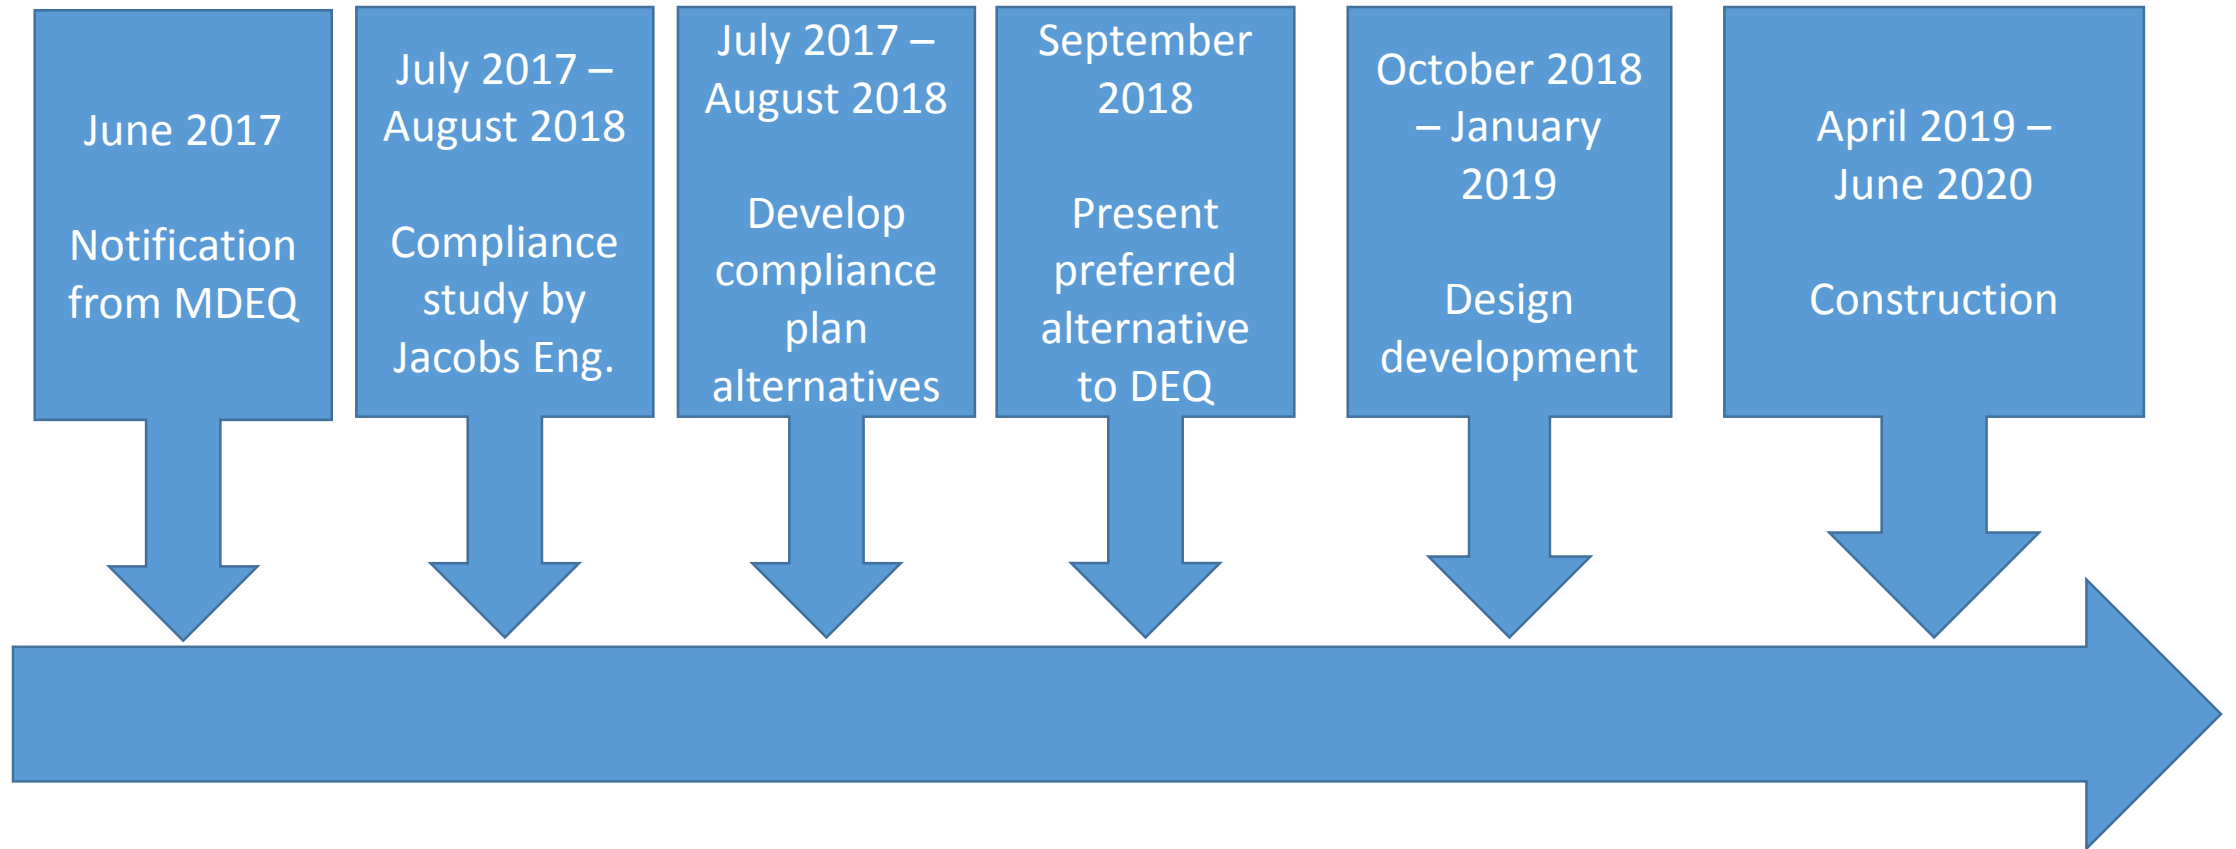 June 2017
Notification
from MDEQ
July 2017 –
August 2018
Compliance
study by
Jacobs Eng.
July 2017 –
August 2018
Develop
compliance
plan
alternatives
September
2018
Present
preferred
alternative
to DEQ
October 2018
– January
2019
Design
development
April 2019 –
June 2020
Construction